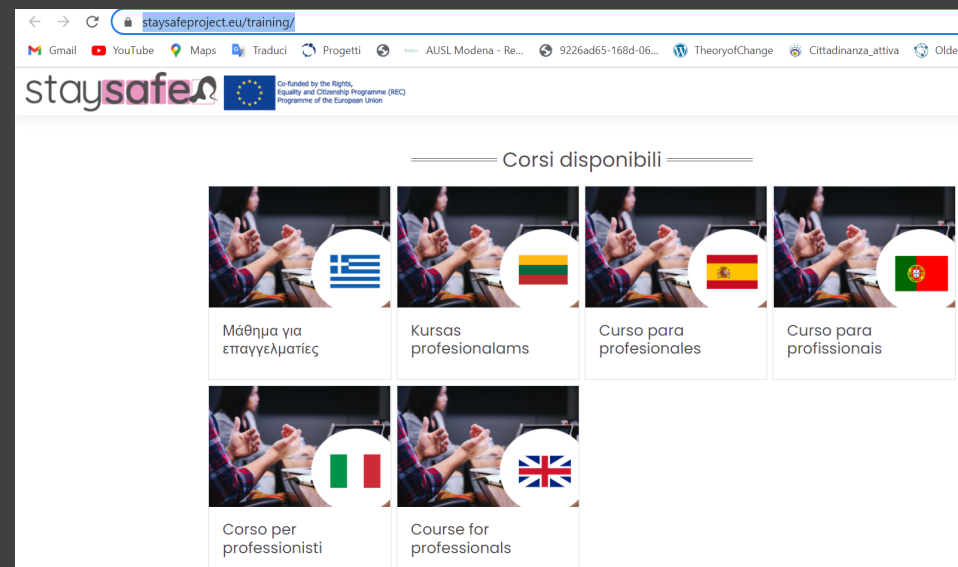 staysafeproject.eu/training/
Gmail YouTube Maps Traduci Progetti AUSL Modena - Re... 9226ad65-168d-06... TheoryofChange Cittadinanza_attiva Olde
staysafe
Co-funded by the Rights,
Equality and Citizenship Programme (REC)
Programme of the European Union
Corsi disponibili
Μάθημα για
επαγγελματίες
Kursas
profesionalams
Curso para
profesionales
Curso para
profissionais
Corso per
professionisti
Course for
professionals